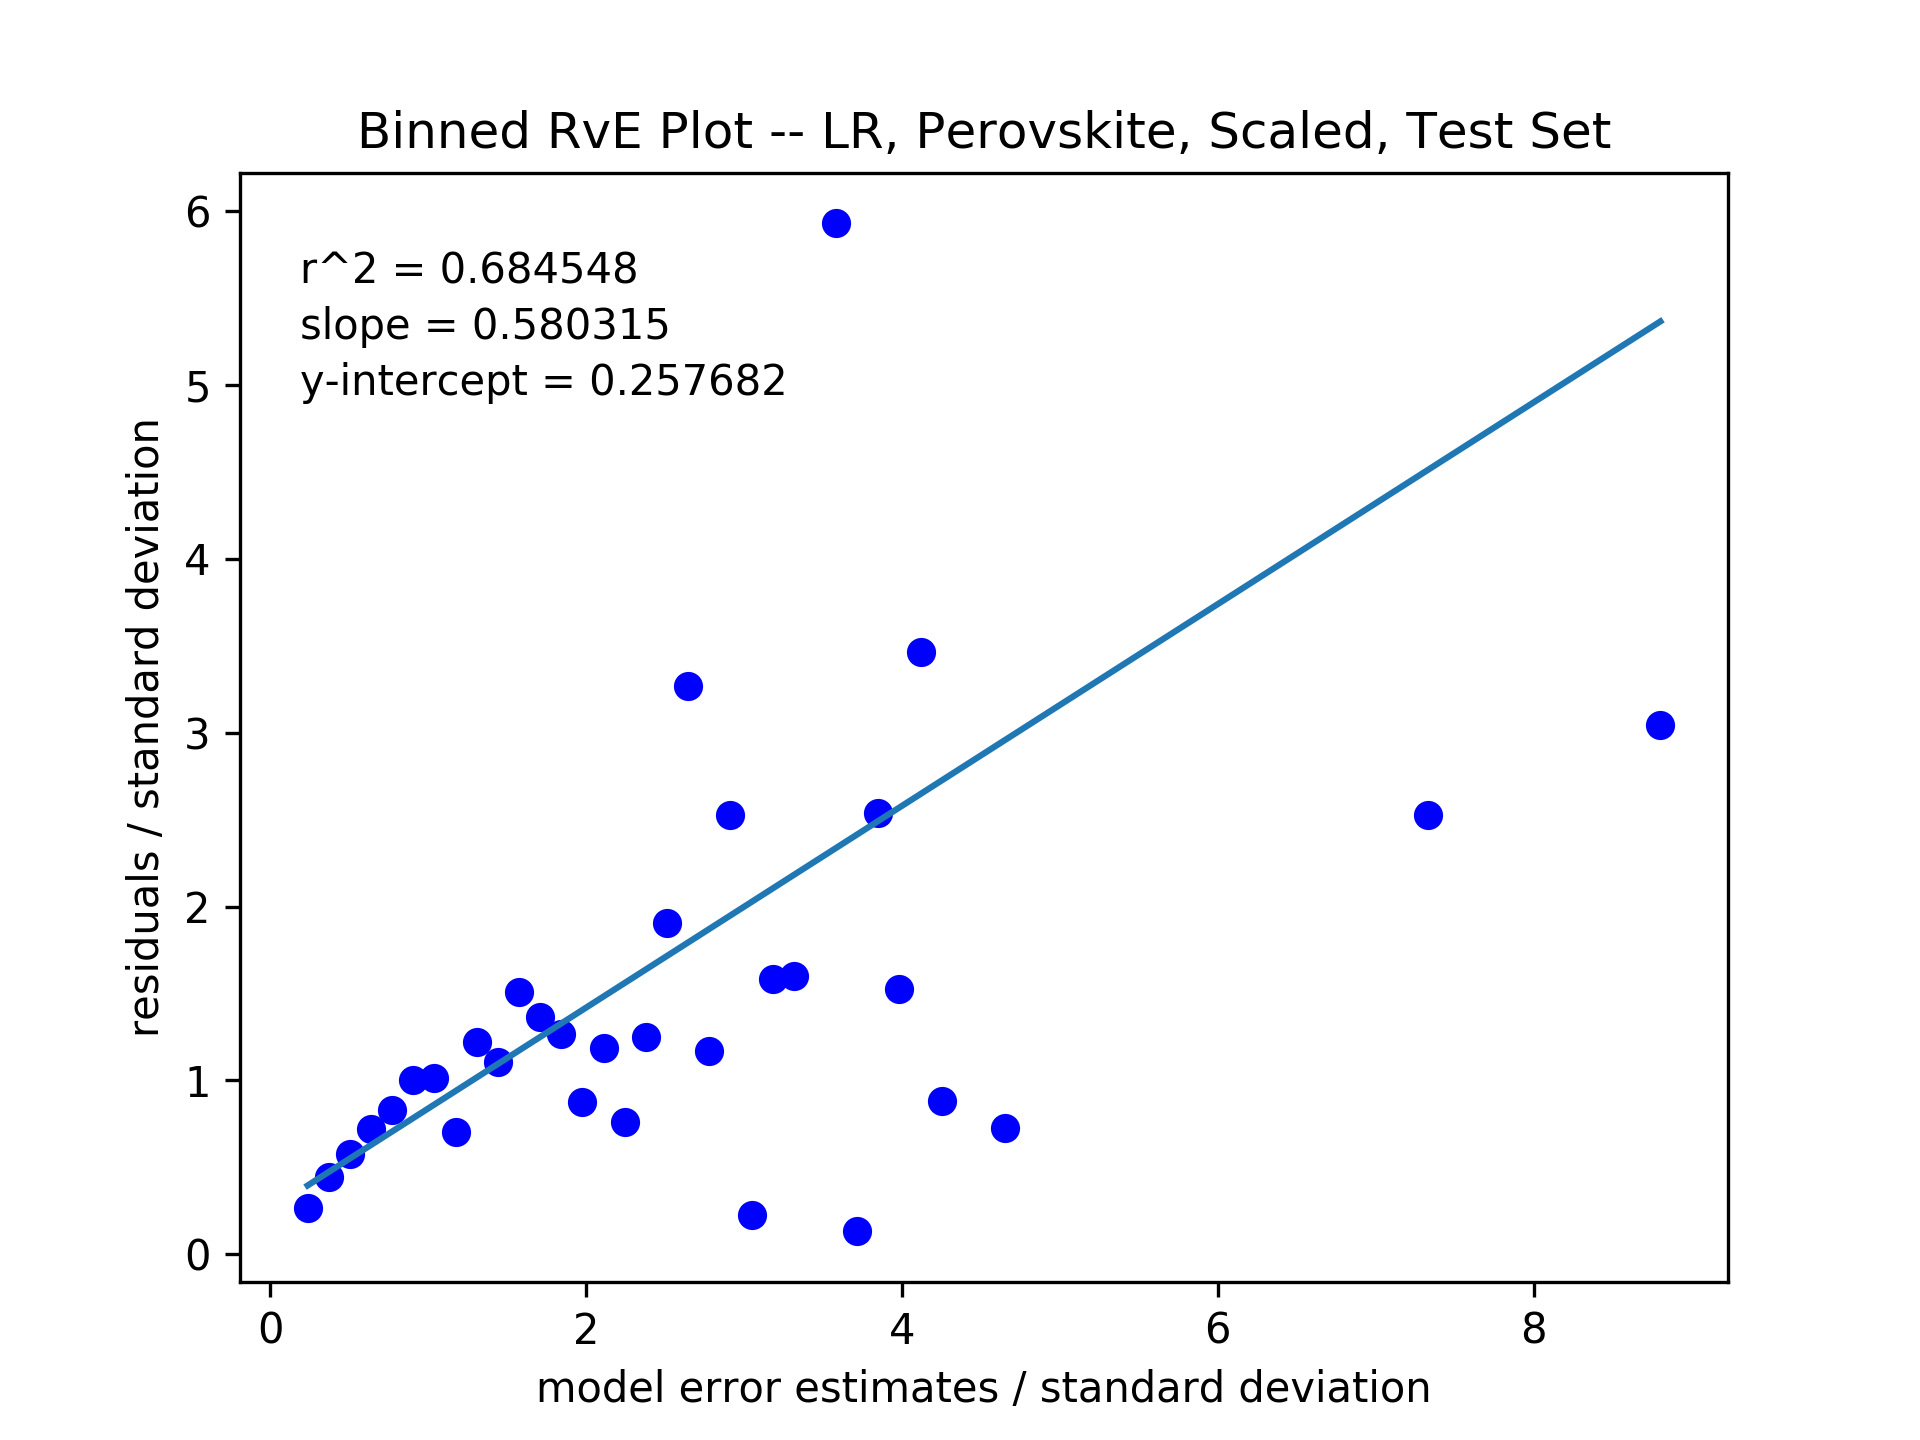 Binned RvE Plot -- LR, Perovskite, Scaled, Test Set
r^2 = 0.684548
slope = 0.580315
y-intercept = 0.257682
6
5
4
3
2
1
0
residuals / standard deviation
0 2 4 6 8
model error estimates / standard deviation